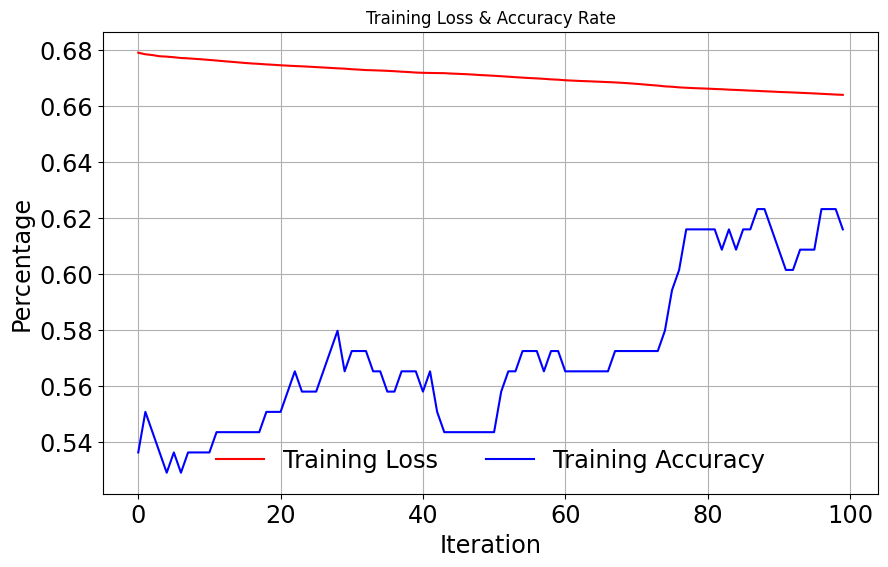 Training Loss & Accuracy Rate
0.68
0.66
0.64
0.62
0.60
0.58
0.56
0.54
Percentage
Training Loss Training Accuracy
0 20 40 60 80 100
Iteration